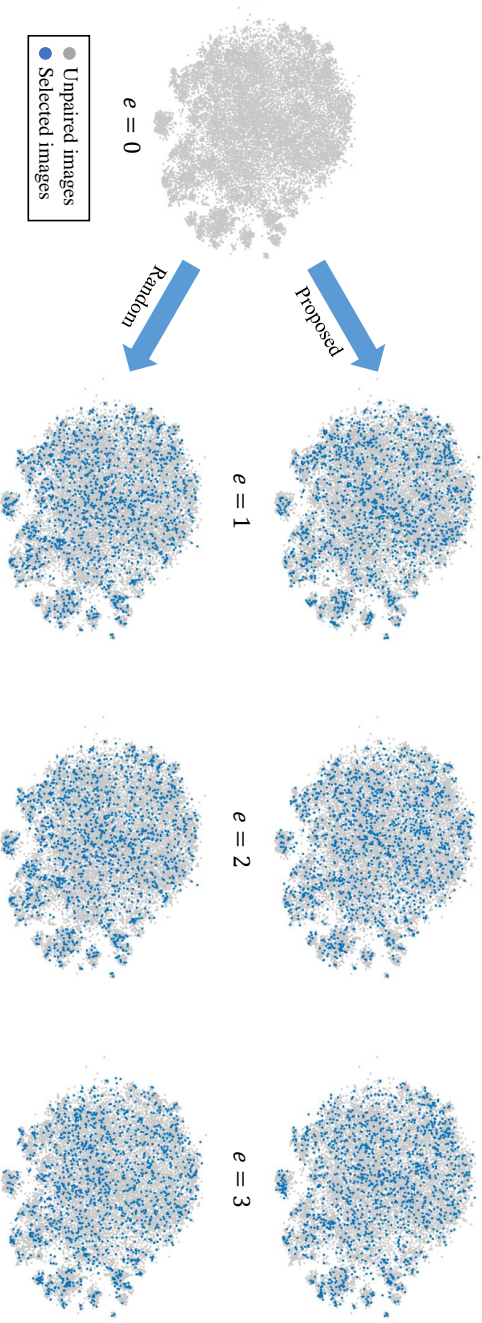 Proposed
Random
e = 0
e = 1
e = 2
e = 3
Unpaired images
Selected images